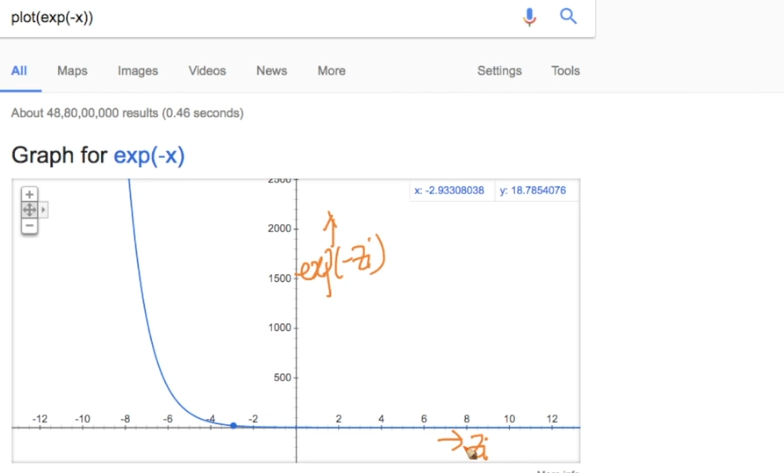 plot(exp(-x))
All Maps Images Videos News More Settings Tools
About 48,80,00,000 results (0.46 seconds)
Graph for exp(-x)
x: -2.93308038 y: 18.7854076
2500
2000
exp(-zi)
1500
1000
500
-12 -10 -8 -6 -4 -2 2 4 6 8 10 12
→ zi
More info